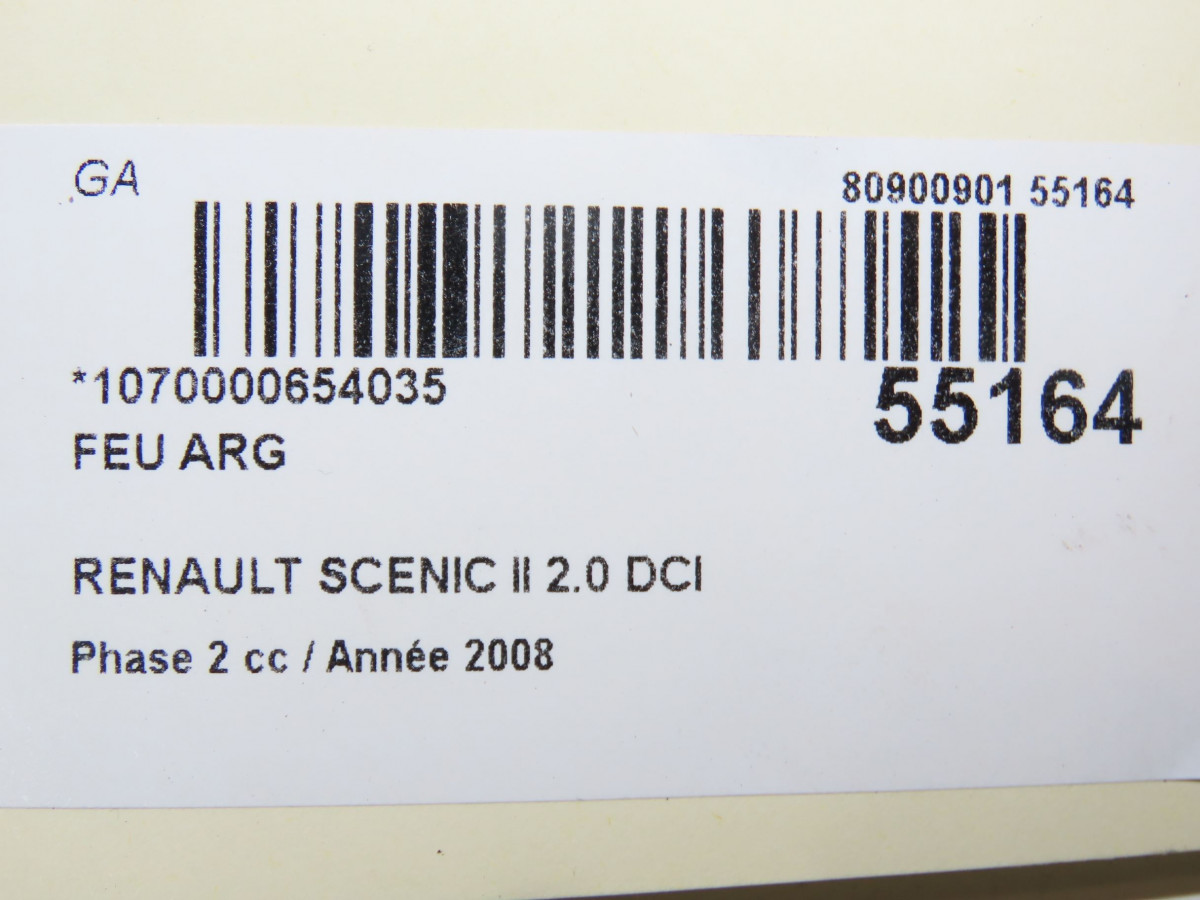 GA
80900901 55164
*1070000654035
55164
FEU ARG
RENAULT SCENIC II 2.0 DCI
Phase 2 cc / Année 2008